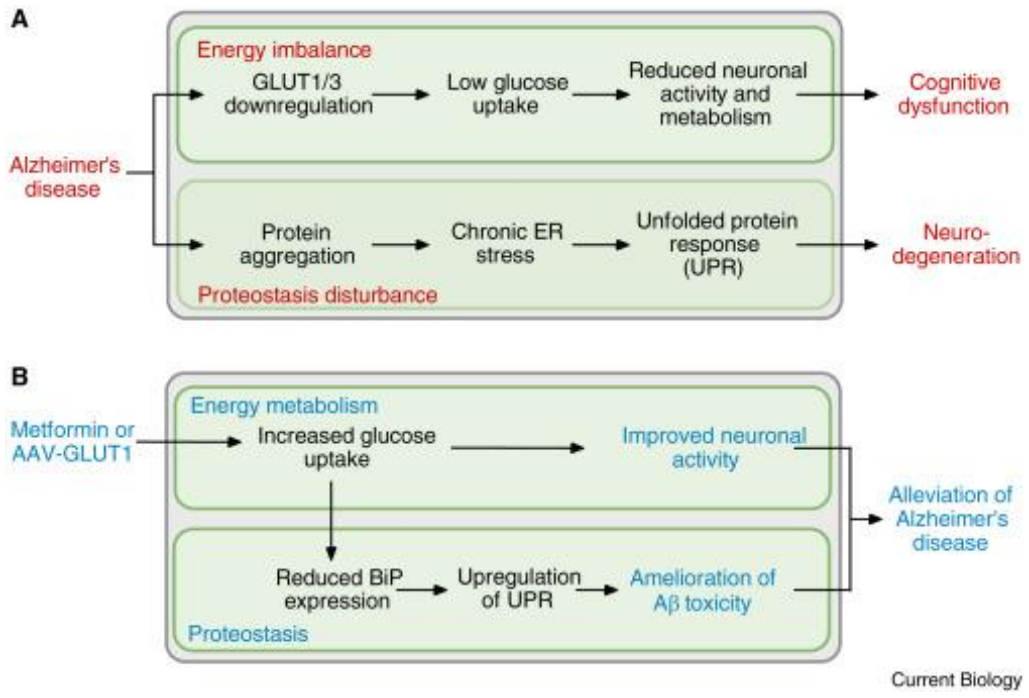 A
Energy imbalance
GLUT1/3
downregulation
Low glucose
uptake
Reduced neuronal
activity and
metabolism
Cognitive
dysfunction
Alzheimer's
disease
Protein
aggregation
Chronic ER
stress
Unfolded protein
response
(UPR)
Neuro-
degeneration
Proteostasis disturbance
B
Energy metabolism
Metformin or
AAV-GLUT1
Increased glucose
uptake
Improved neuronal
activity
Alleviation of
Alzheimer's
disease
Reduced BiP
expression
Upregulation
of UPR
Amelioration of
Aβ toxicity
Proteostasis
Current Biology